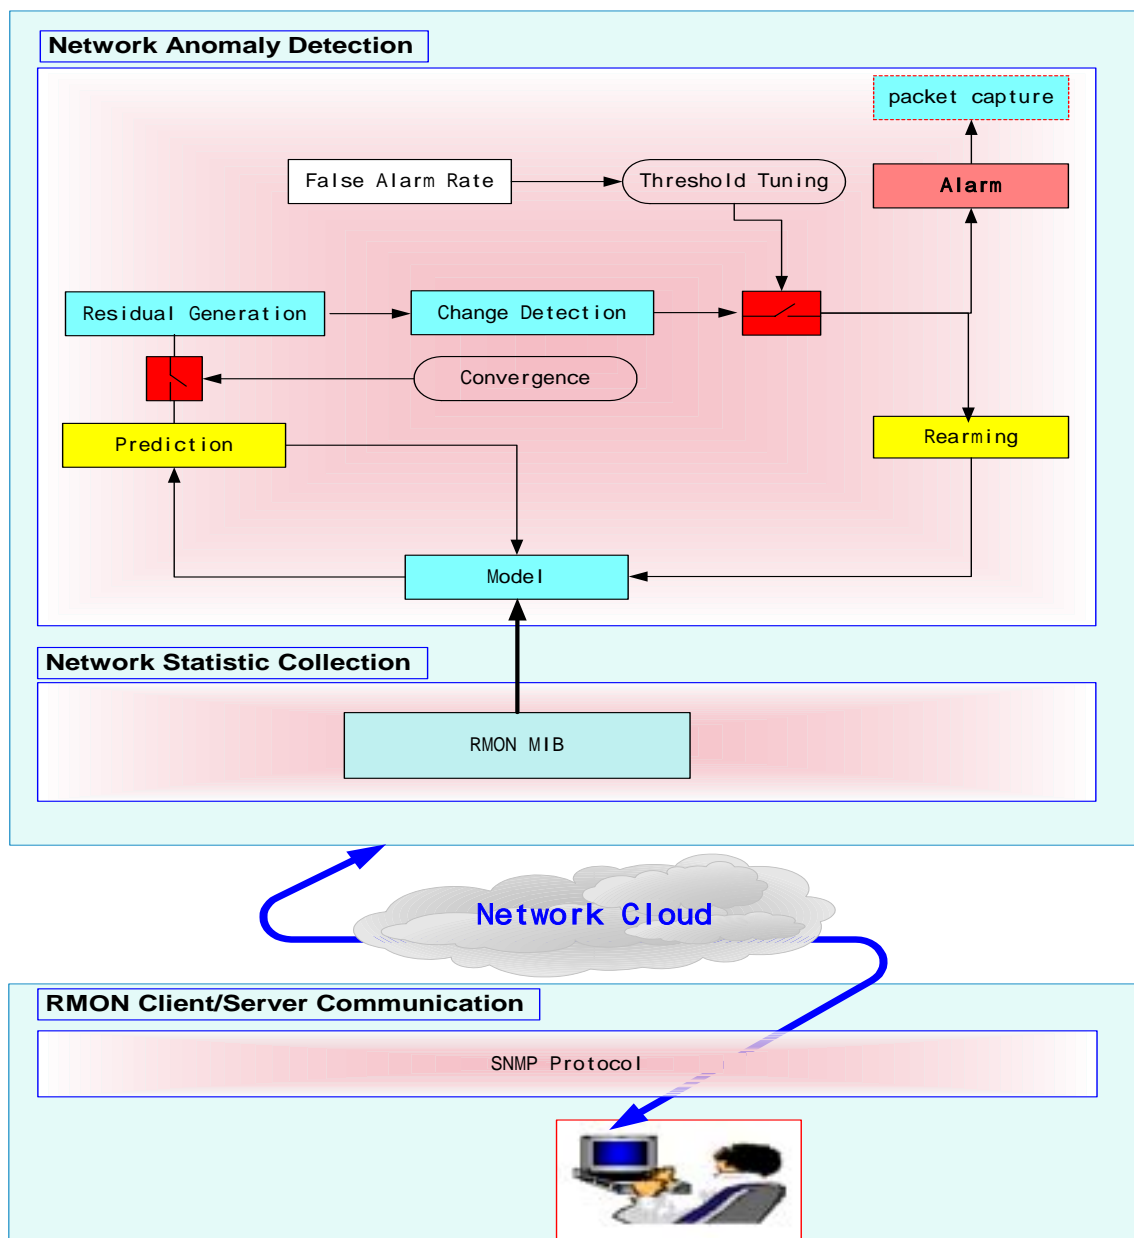 Network Anomaly Detection
packet capture
False Alarm Rate
Threshold Tuning
Alarm
Residual Generation
Change Detection
Convergence
Prediction
Rearming
Model
Network Statistic Collection
RMON MIB
Network Cloud
RMON Client/Server Communication
SNMP Protocol